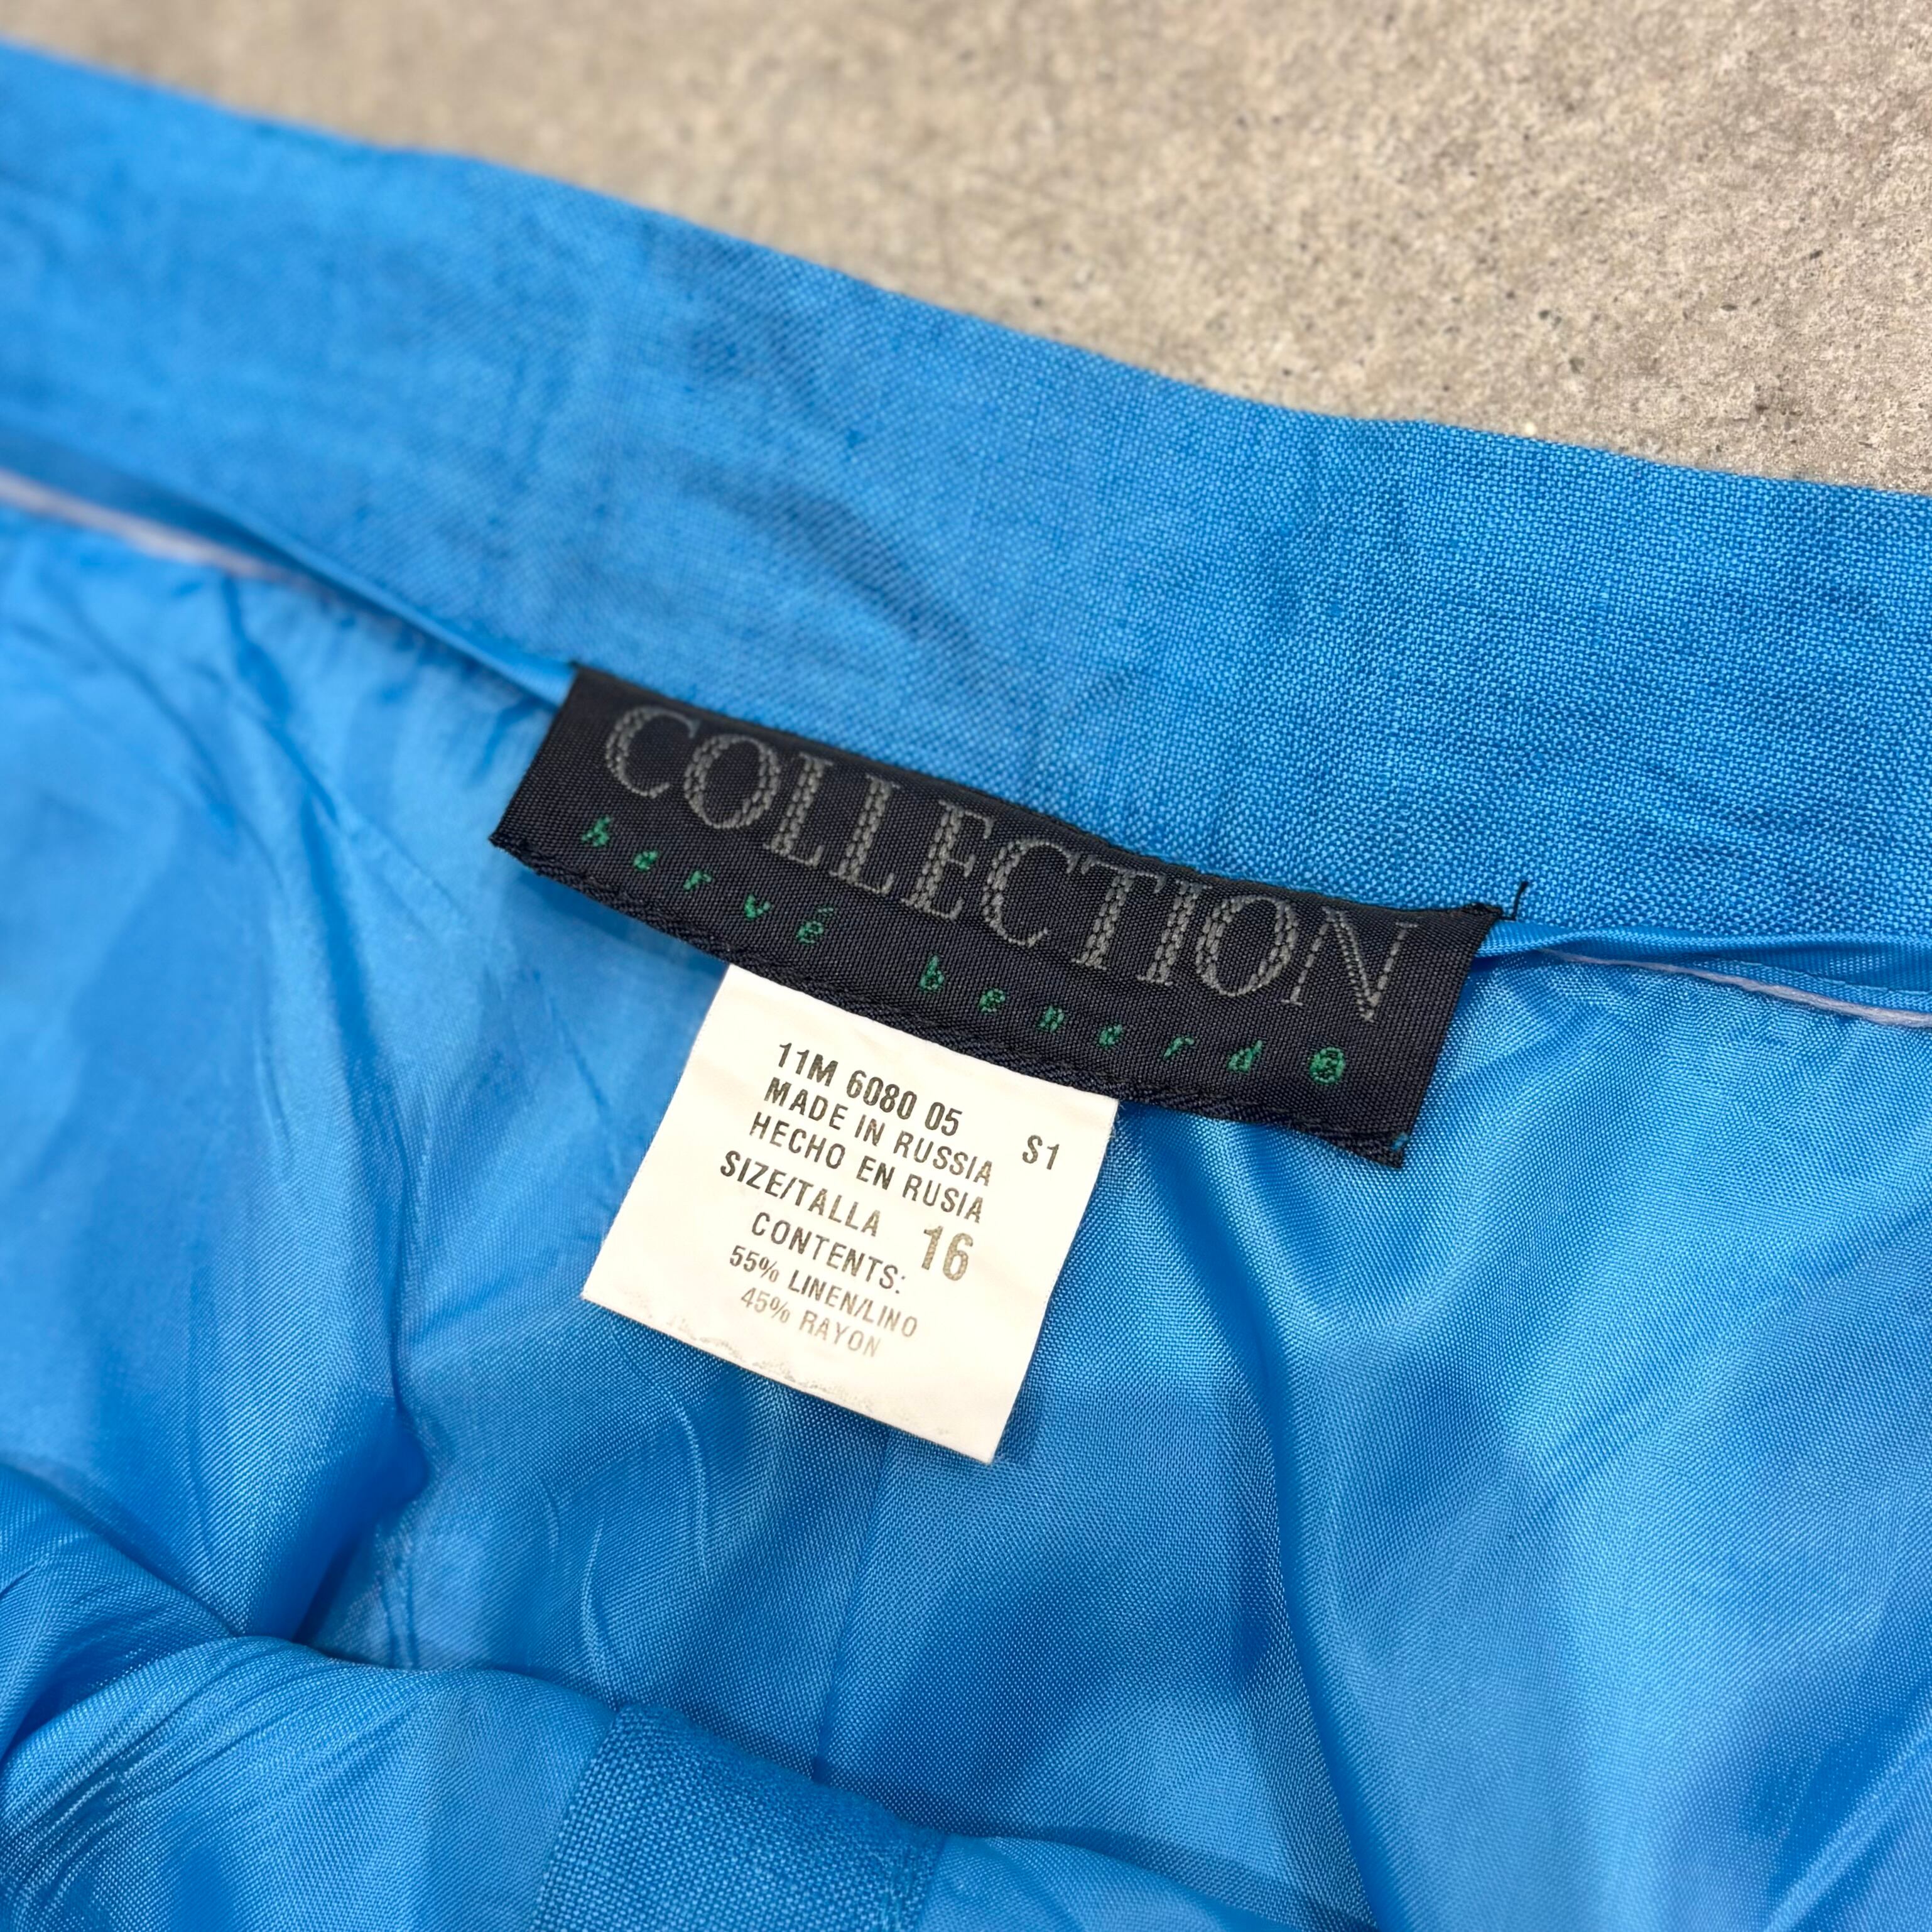 COLLECTION
hervé benard®
11M 6080 05 S1
MADE IN RUSSIA
HECHO EN RUSIA
SIZE/TALLA 16
CONTENTS:
55% LINEN/LINO
45% RAYON